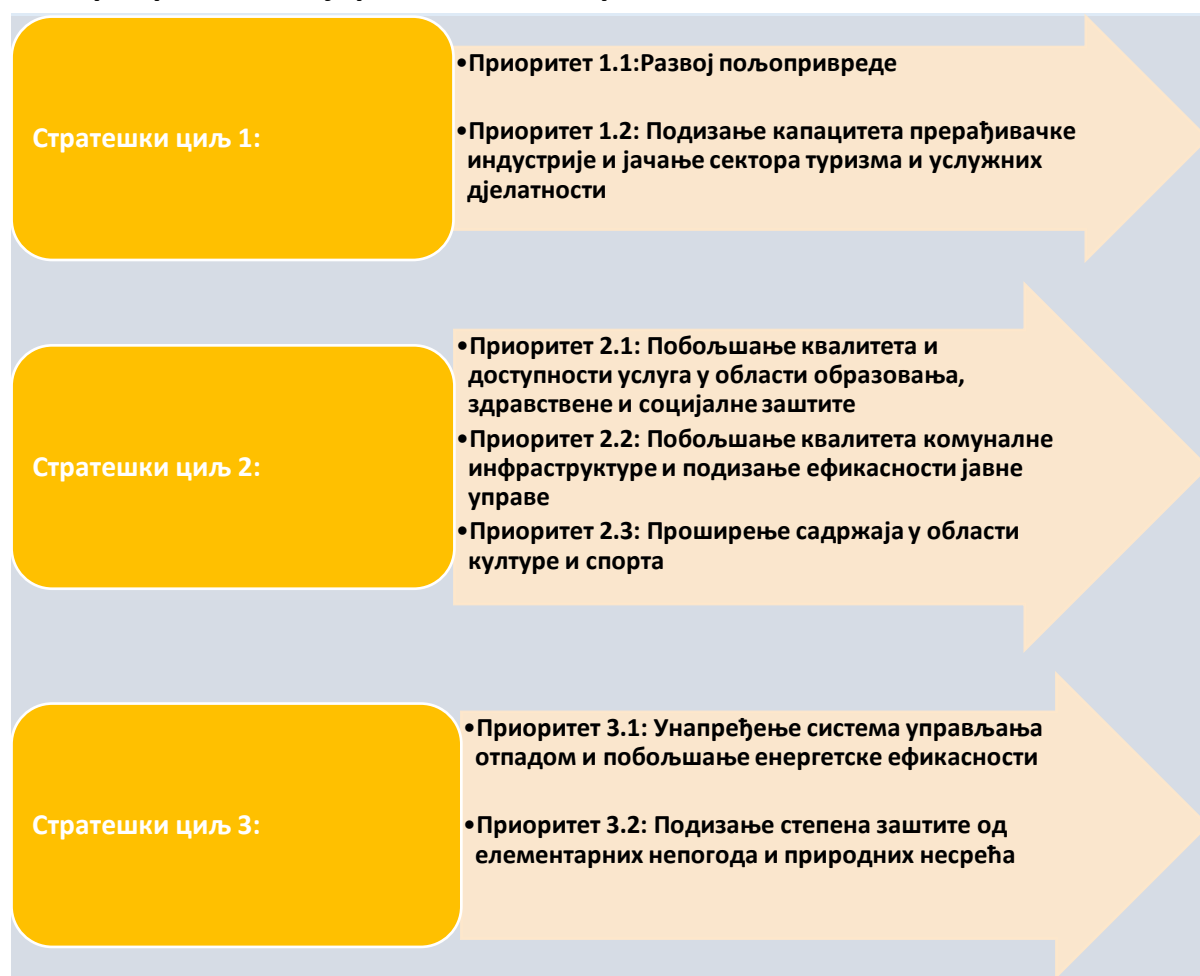 Стратешки циљ 1:
•Приоритет 1.1:Развој пољопривреде
•Приоритет 1.2: Подизање капацитета прерађивачке
индустрије и јачање сектора туризма и услужних
дјелатности
Стратешки циљ 2:
•Приоритет 2.1: Побољшање квалитета и
доступности услуга у области образовања,
здравствене и социјалне заштите
•Приоритет 2.2: Побољшање квалитета комуналне
инфраструктуре и подизање ефикасности јавне
управе
•Приоритет 2.3: Проширење садржаја у области
културе и спорта
Стратешки циљ 3:
•Приоритет 3.1: Унапређење система управљања
отпадом и побољшање енергетске ефикасности
•Приоритет 3.2: Подизање степена заштите од
елементарних непогода и природних несрећа